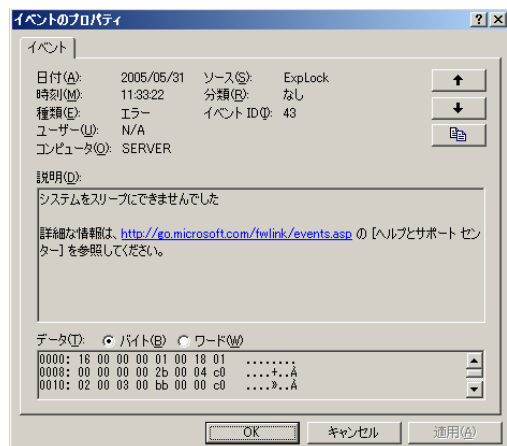 イベントのプロパティ
イベント
日付(A): 2005/05/31 ソース(S): ExpLock
時刻(M): 11:33:22 分類(R): なし
種類(E): エラー イベント ID(I): 43
ユーザー(U): N/A
コンピュータ(O): SERVER
説明(D):
システムをスリープにできませんでした
詳細な情報は、http://go.microsoft.com/fwlink/events.asp の [ヘルプとサポート セン
ター] を参照してください。
データ(T): バイト(B) ワード(W)
0000: 16 00 00 00 01 00 18 01 ........
0008: 00 00 00 00 2b 00 04 c0 ....+..À
0010: 02 00 03 00 bb 00 00 c0 ....»..À
OK キャンセル 適用(A)